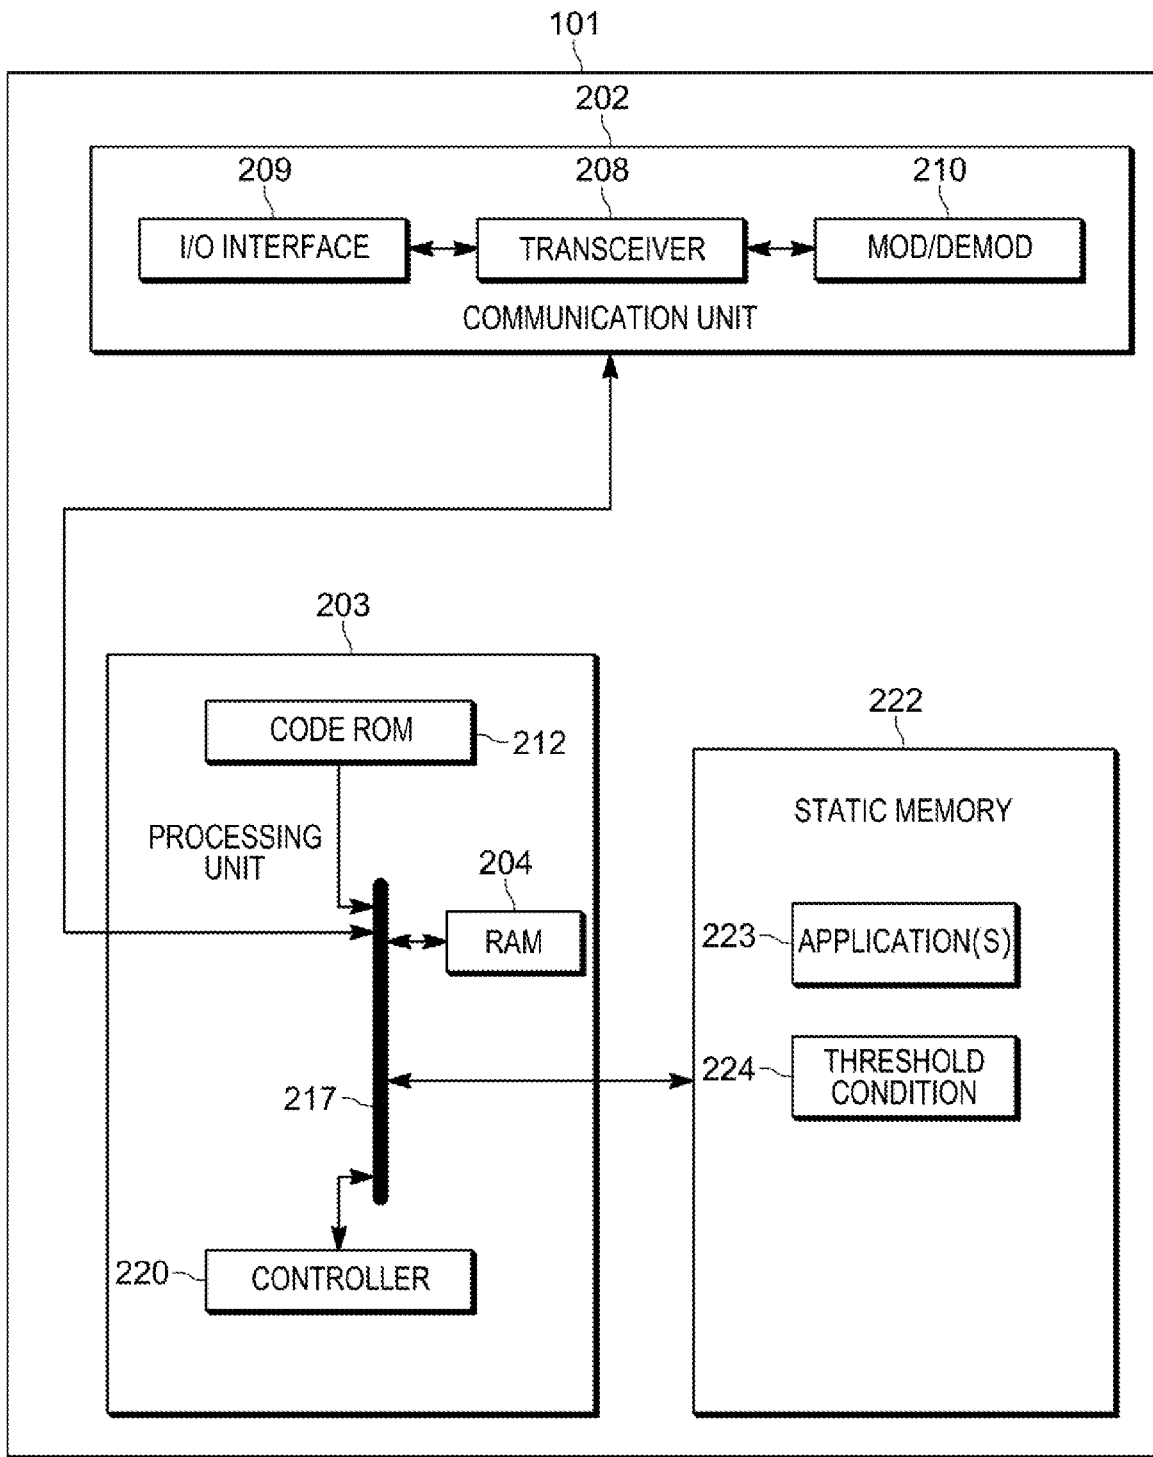 101
202
209
208
210
I/O INTERFACE
TRANSCEIVER
MOD/DEMOD
COMMUNICATION UNIT
203
CODE ROM
212
PROCESSING
UNIT
204
RAM
217
220
CONTROLLER
222
STATIC MEMORY
223
APPLICATION(S)
224
THRESHOLD
CONDITION